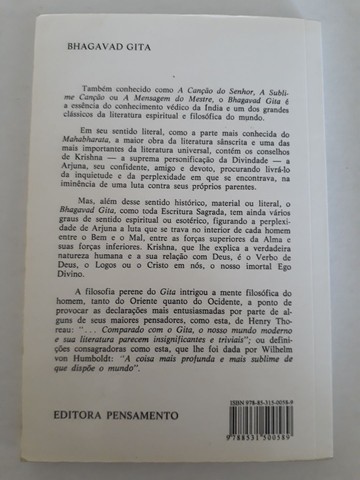 BHAGAVAD GITA
Também conhecido como A Canção do Senhor, A Subli-
me Canção ou A Mensagem do Mestre, o Bhagavad Gita é
a essência do conhecimento védico da Índia e um dos grandes
clássicos da literatura espiritual e filosófica do mundo.
Em seu sentido literal, como a parte mais conhecida do
Mahabharata, a maior obra da literatura sânscrita e uma das
mais importantes da literatura universal, contém os conselhos
de Krishna — a suprema personificação da Divindade — a
Arjuna, seu confidente, amigo e devoto, procurando livrá-lo
da inquietude e da perplexidade em que se encontrava, na
iminência de uma luta contra seus próprios parentes.
Mas, além desse sentido histórico, material ou literal, o
Bhagavad Gita, como toda Escritura Sagrada, tem ainda vários
graus de sentido espiritual ou esotérico, figurando a perplexi-
dade de Arjuna a luta que se trava no interior de cada homem
entre o Bem e o Mal, entre as forças superiores da Alma e
suas forças inferiores. Krishna, que lhe explica a verdadeira
natureza humana e a sua relação com Deus, é o Verbo de
Deus, o Logos ou o Cristo em nós, o nosso imortal Ego
Divino.
A filosofia perene do Gita intrigou a mente filosófica do
homem, tanto do Oriente quanto do Ocidente, a ponto de
provocar as declarações mais entusiasmadas por parte de
alguns de seus maiores pensadores, como esta, de Henry Tho-
reau: "... Comparado com o Gita, o nosso mundo moderno
e sua literatura parecem insignificantes e triviais"; ou defini-
ções consagradoras como esta, que lhe foi dada por Wilhelm
von Humboldt: "A coisa mais profunda e mais sublime de
que dispõe o mundo".
ISBN 978-85-315-0058-9
EDITORA PENSAMENTO
9 788531 500589